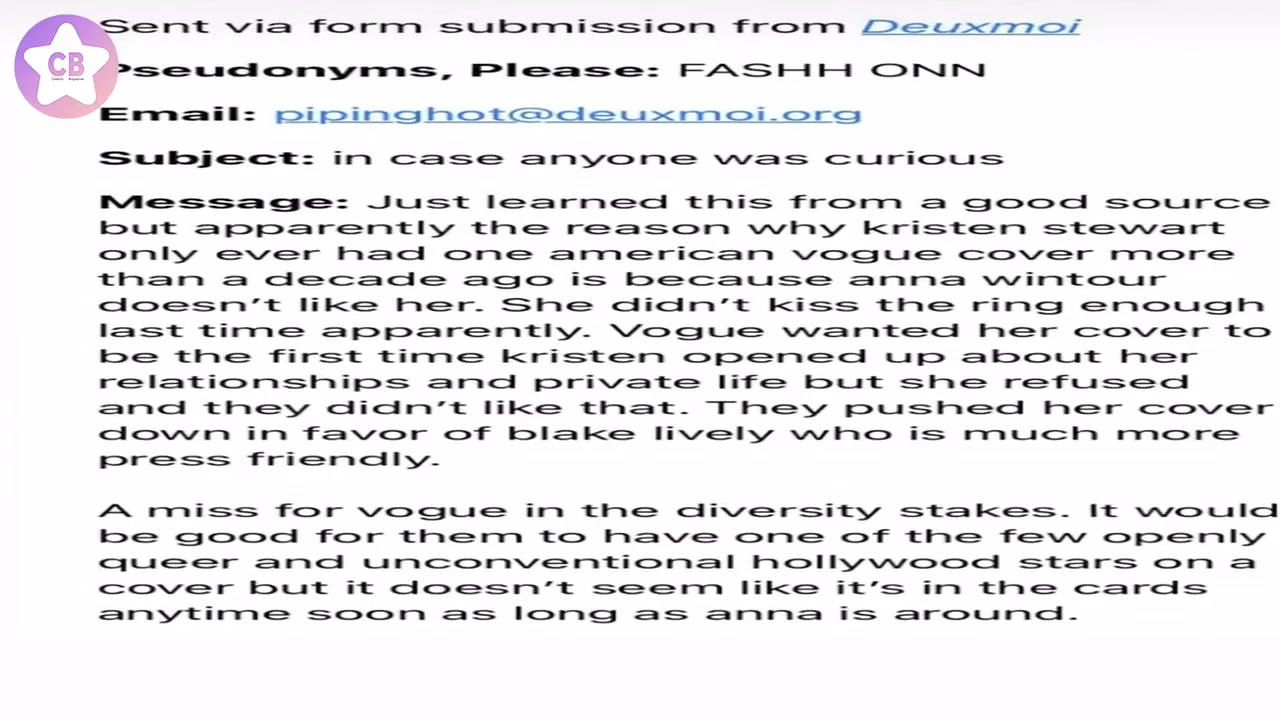 Sent via form submission from Deuxmoi
CB
Pseudonyms, Please: FASHH ONN
Email: pipinghot@deuxmoi.org
Subject: in case anyone was curious
Message: Just learned this from a good source
but apparently the reason why kristen stewart
only ever had one american vogue cover more
than a decade ago is because anna wintour
doesn't like her. She didn't kiss the ring enough
last time apparently. Vogue wanted her cover to
be the first time kristen opened up about her
relationships and private life but she refused
and they didn't like that. They pushed her cover
down in favor of blake lively who is much more
press friendly.
A miss for vogue in the diversity stakes. It would
be good for them to have one of the few openly
queer and unconventional hollywood stars on a
cover but it doesn't seem like it's in the cards
anytime soon as long as anna is around.